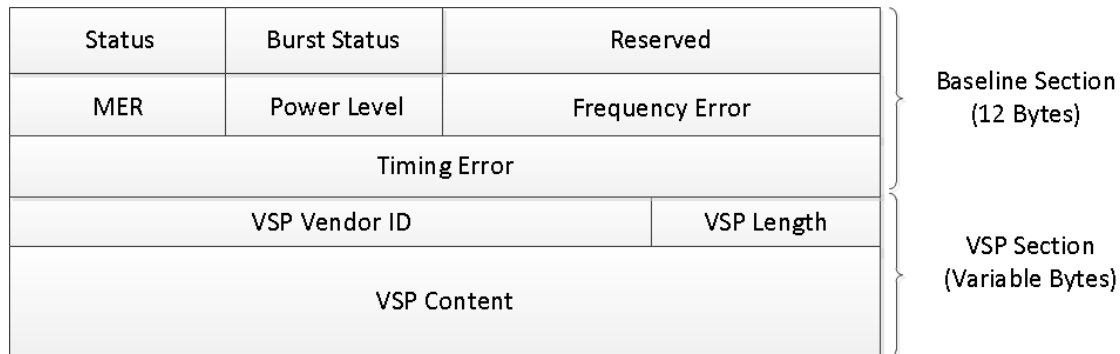 Status
Burst Status
Reserved
MER
Power Level
Frequency Error
Timing Error
Baseline Section
(12 Bytes)
VSP Vendor ID
VSP Length
VSP Content
VSP Section
(Variable Bytes)